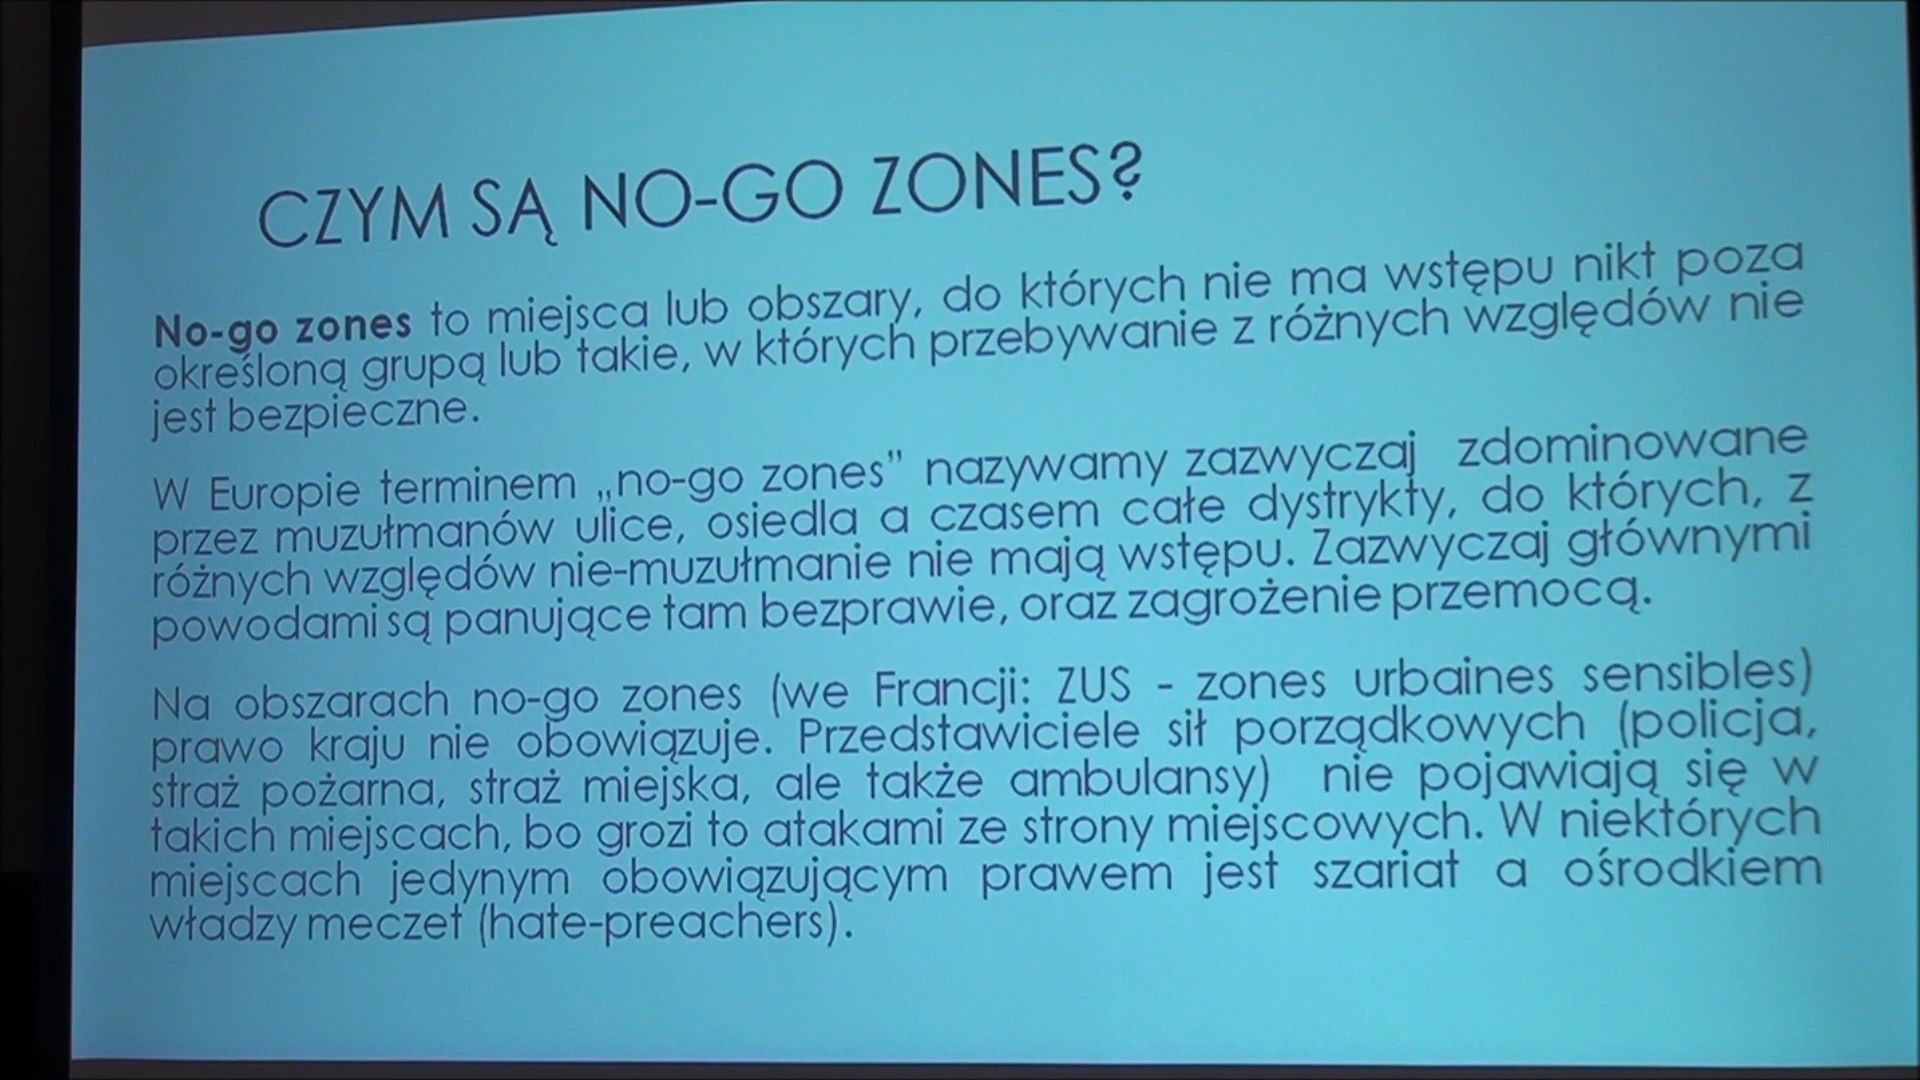 CZYM SĄ NO-GO ZONES?
No-go zones to miejsca lub obszary, do których nie ma wstępu nikt poza
określoną grupą lub takie, w których przebywanie z różnych względów nie
jest bezpieczne.
W Europie terminem „no-go zones" nazywamy zazwyczaj zdominowane
przez muzułmanów ulice, osiedla a czasem całe dystrykty, do których, z
różnych względów nie-muzułmanie nie mają wstępu. Zazwyczaj głównymi
powodami są panujące tam bezprawie, oraz zagrożenie przemocą.
Na obszarach no-go zones (we Francji: ZUS - zones urbaines sensibles)
prawo kraju nie obowiązuje. Przedstawiciele sił porządkowych (policja,
straż pożarna, straż miejska, ale także ambulansy) nie pojawiają się w
takich miejscach, bo grozi to atakami ze strony miejscowych. W niektórych
miejscach jedynym obowiązującym prawem jest szariat a ośrodkiem
władzy meczet (hate-preachers).